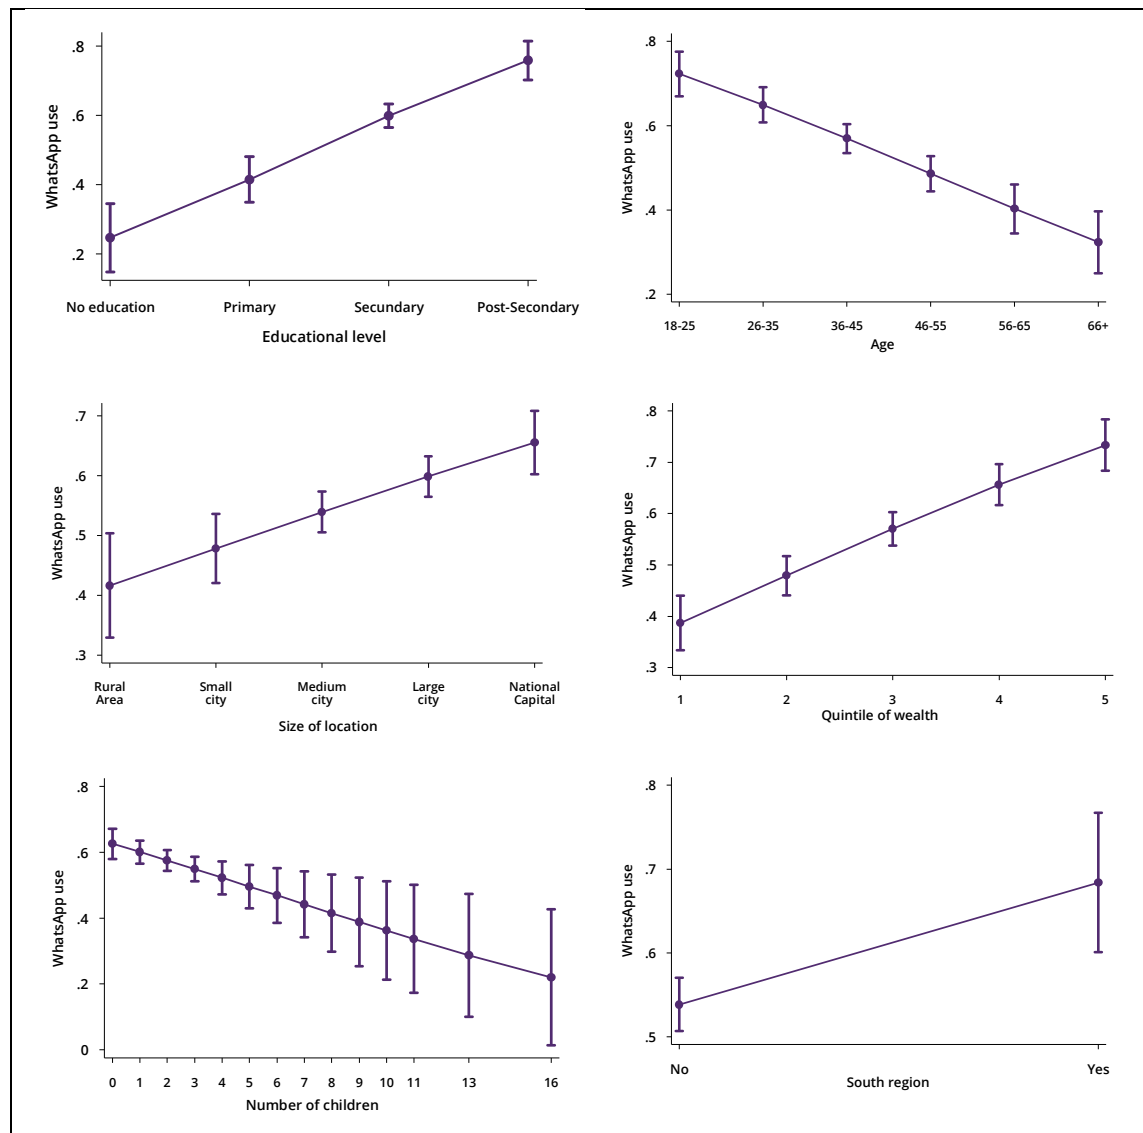 WhatsApp use
.8
.6
.4
.2
No education Primary Secundary Post-Secondary
Educational level
WhatsApp use
.8
.6
.4
.2
18-25 26-35 36-45 46-55 56-65 66+
Age
WhatsApp use
.7
.6
.5
.4
.3
Rural Area Small city Medium city Large city National Capital
Size of location
WhatsApp use
.8
.7
.6
.5
.4
.3
1 2 3 4 5
Quintile of wealth
WhatsApp use
.8
.6
.4
.2
0
0 1 2 3 4 5 6 7 8 9 10 11 13 16
Number of children
WhatsApp use
.8
.7
.6
.5
No Yes
South region